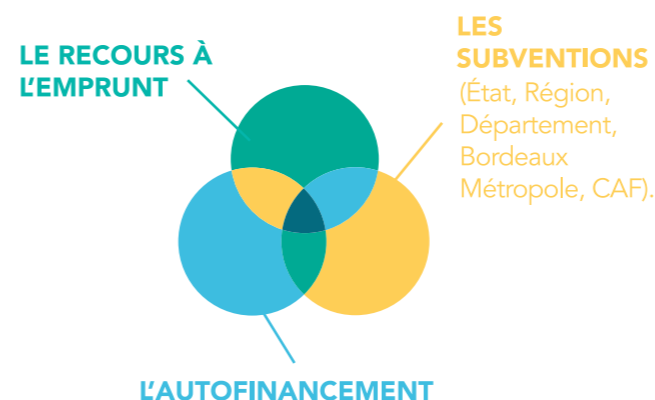 LE RECOURS À
L'EMPRUNT
LES
SUBVENTIONS
(État, Région,
Département,
Bordeaux
Métropole, CAF).
L'AUTOFINANCEMENT